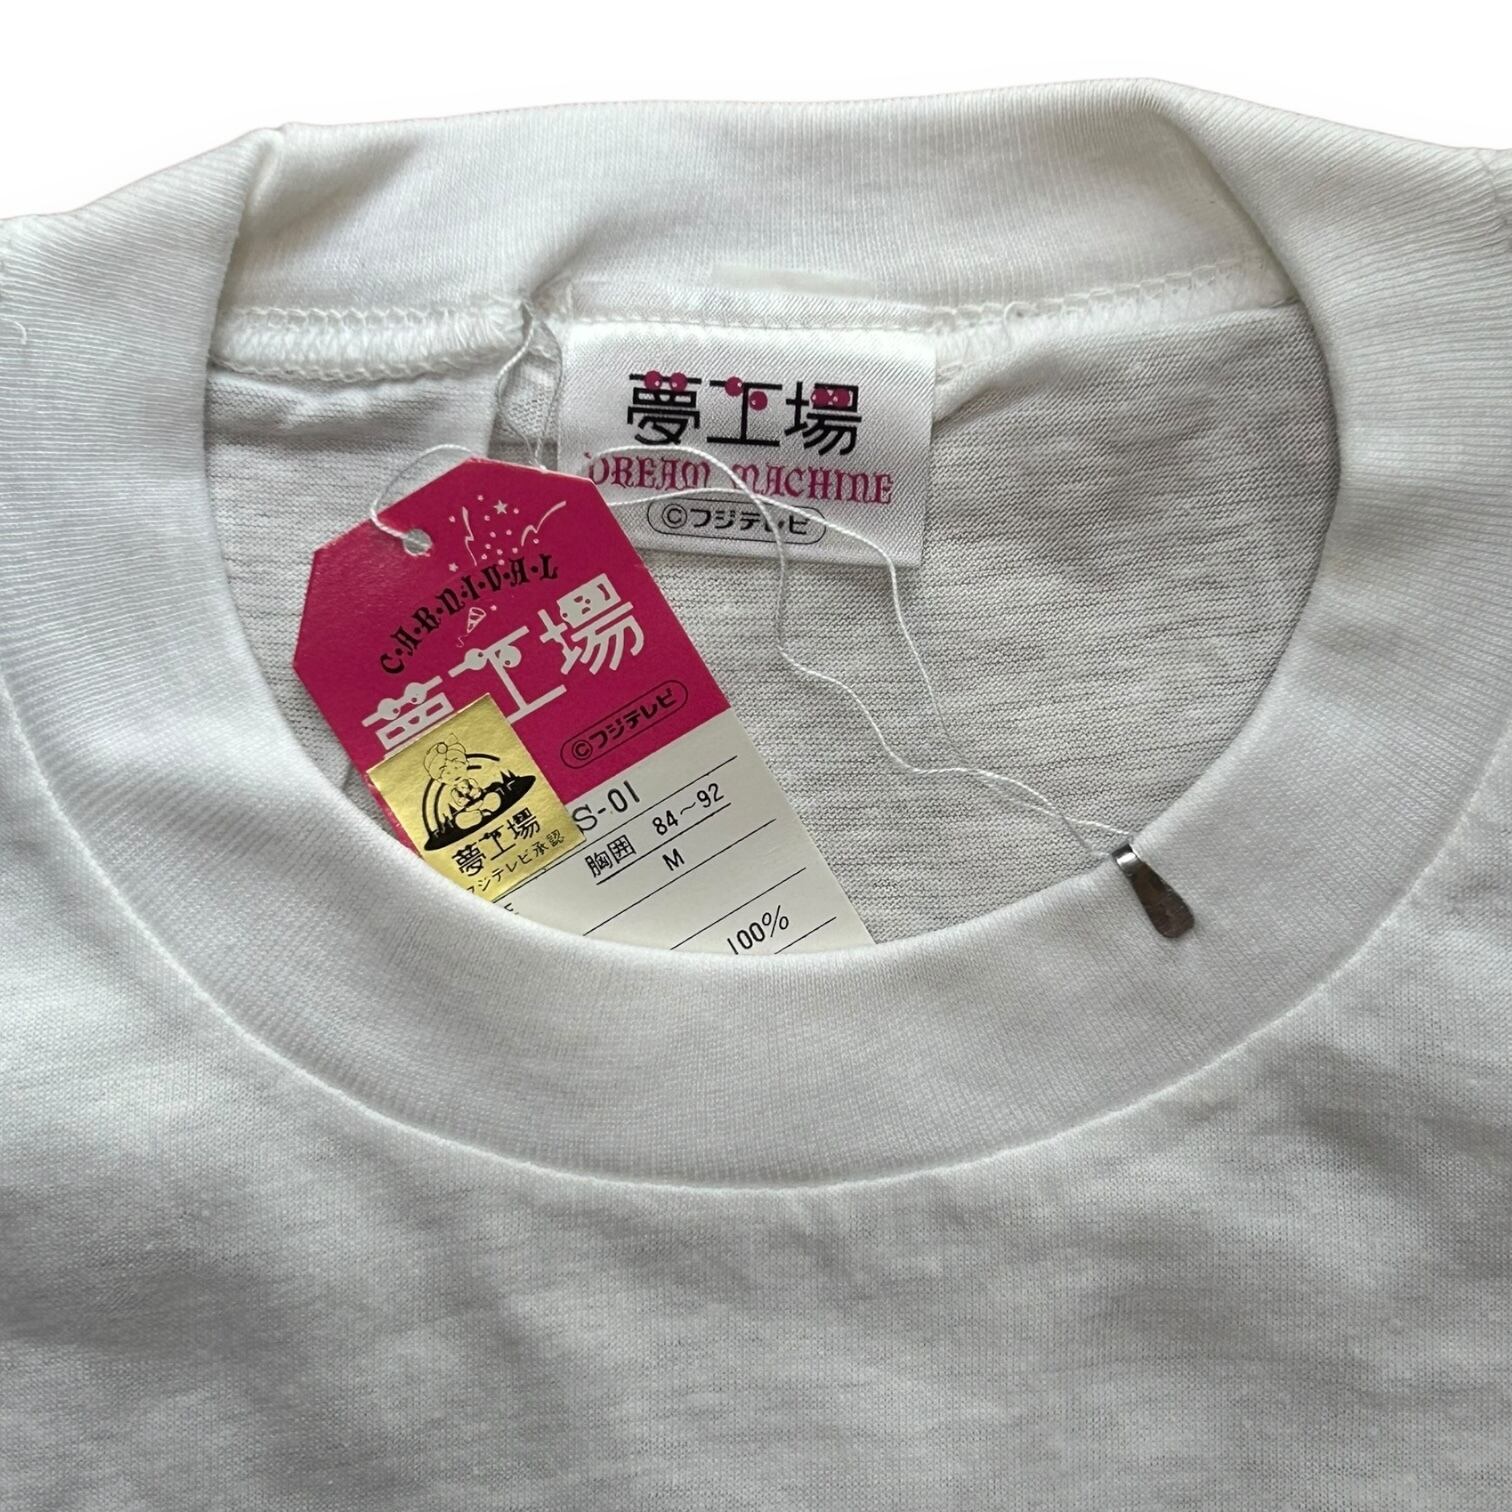 夢工場
DREAM MACHINE
©フジテレビ
C·A·R·N·I·V·A·L
夢工場
©フジテレビ
夢工場
フジテレビ承認
S-01
胸囲 84～92
M
100%